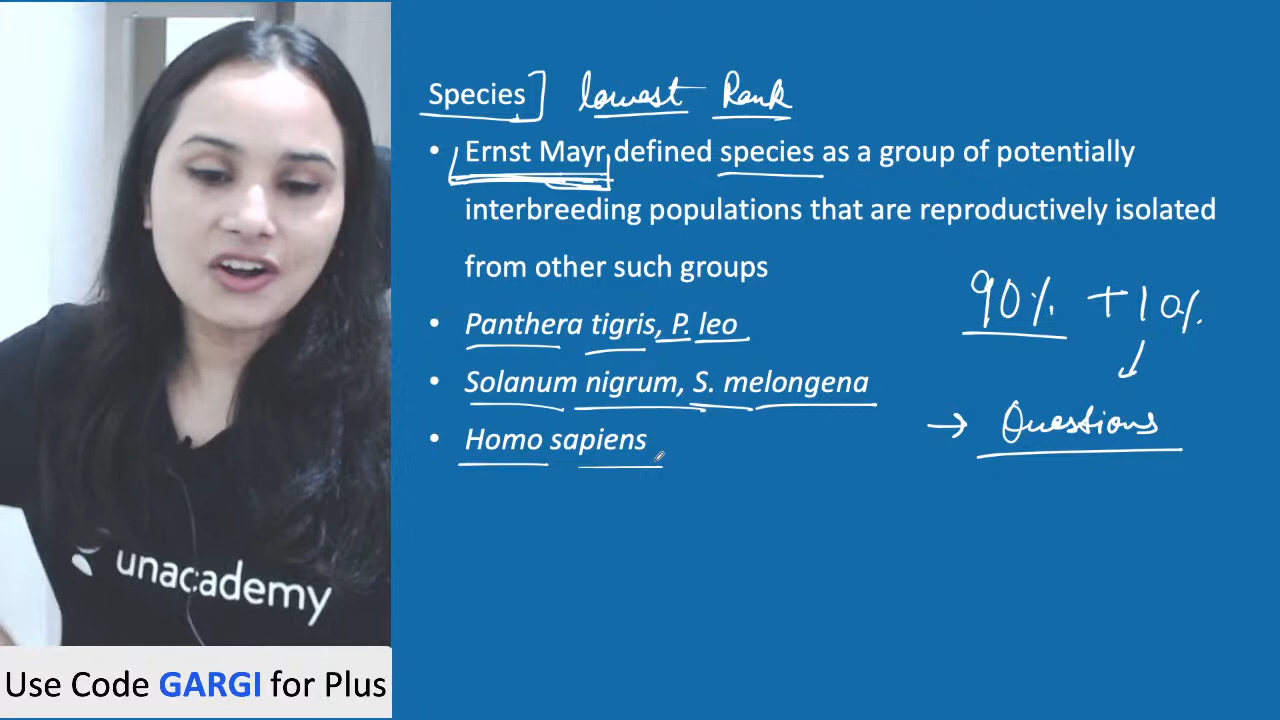 Species] lowest Rank
• Ernst Mayr defined species as a group of potentially
interbreeding populations that are reproductively isolated
from other such groups
90% + 10%
• Panthera tigris, P. leo
• Solanum nigrum, S. melongena
→ Questions
• Homo sapiens
unacademy
Use Code GARGI for Plus